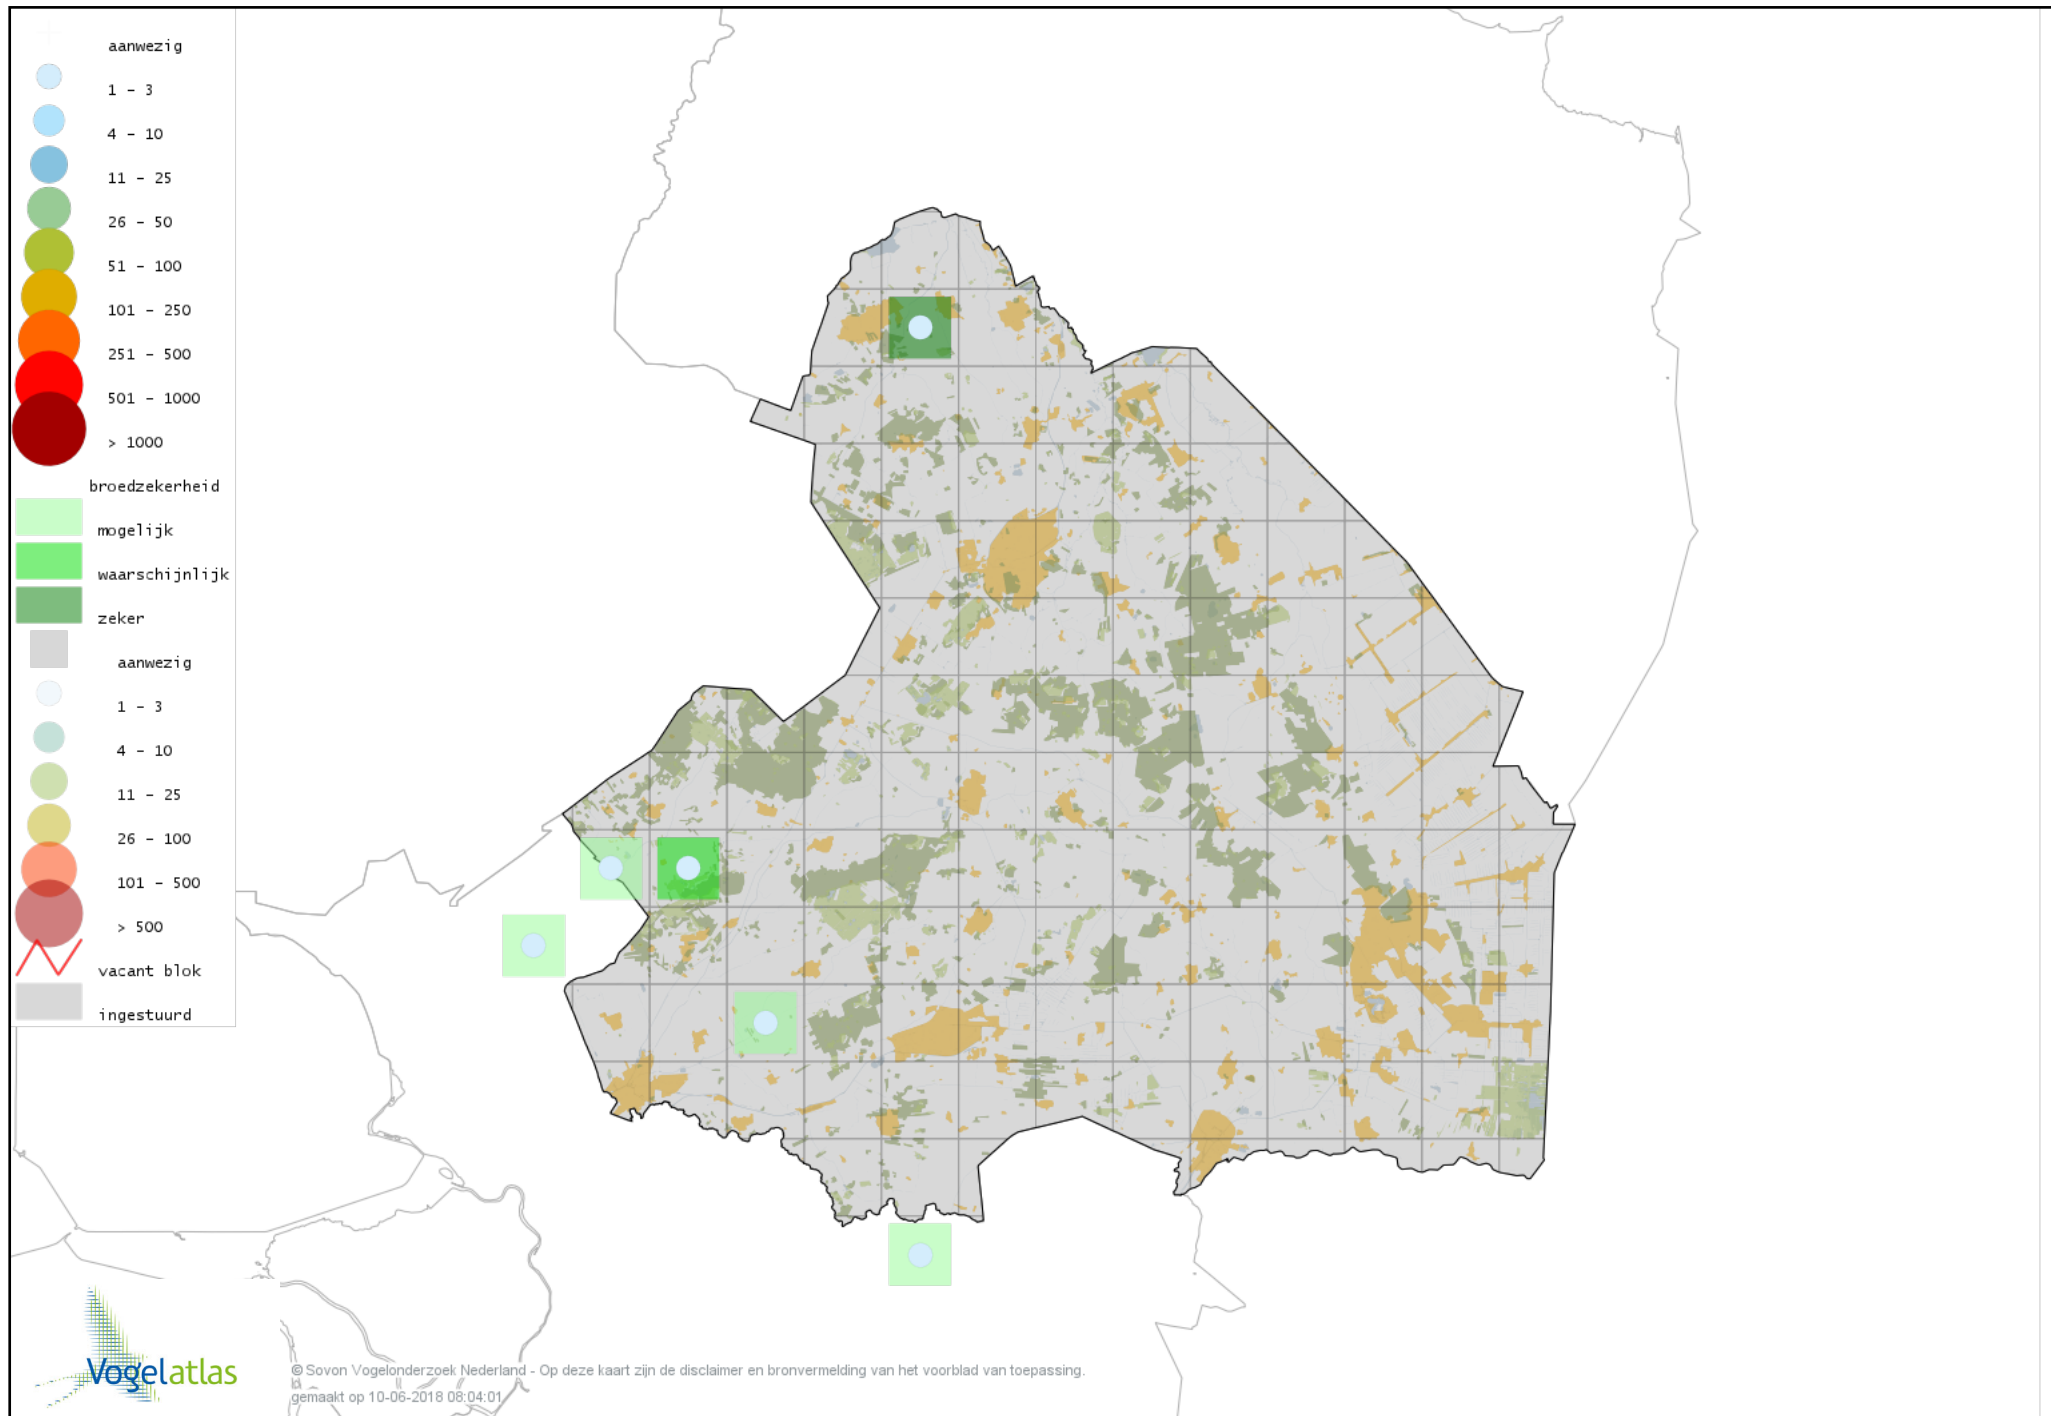 aanwezig
1 - 3
4 - 10
11 - 25
26 - 50
51 - 100
101 - 250
251 - 500
501 - 1000
> 1000
broedzekerheid
mogelijk
waarschijnlijk
zeker
aanwezig
1 - 3
4 - 10
11 - 25
26 - 100
101 - 500
> 500
vacant blok
ingestuurd
Vogelatlas
© Sovon Vogelonderzoek Nederland - Op deze kaart zijn de disclaimer en bronvermelding van het voorblad van toepassing.
gemaakt op 10-06-2018 08:04:01